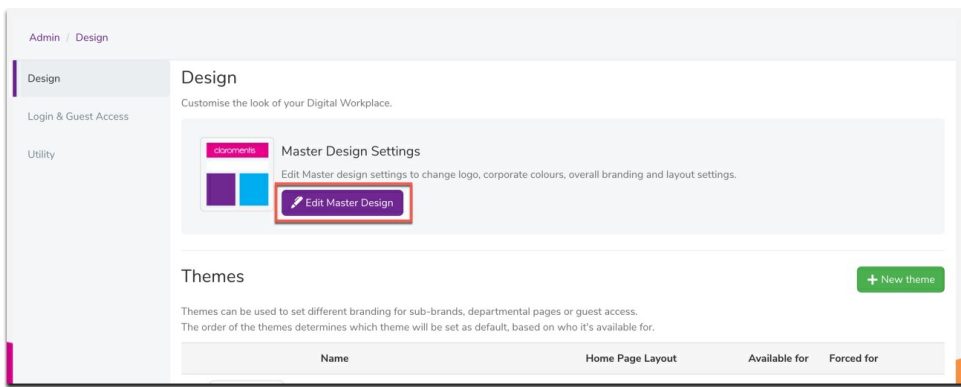 Admin / Design
Design
Login & Guest Access
Utility
Design
Customise the look of your Digital Workplace.
claromentis
Master Design Settings
Edit Master design settings to change logo, corporate colours, overall branding and layout settings.
Edit Master Design
Themes
+ New theme
Themes can be used to set different branding for sub-brands, departmental pages or guest access.
The order of the themes determines which theme will be set as default, based on who it's available for.
Name Home Page Layout Available for Forced for